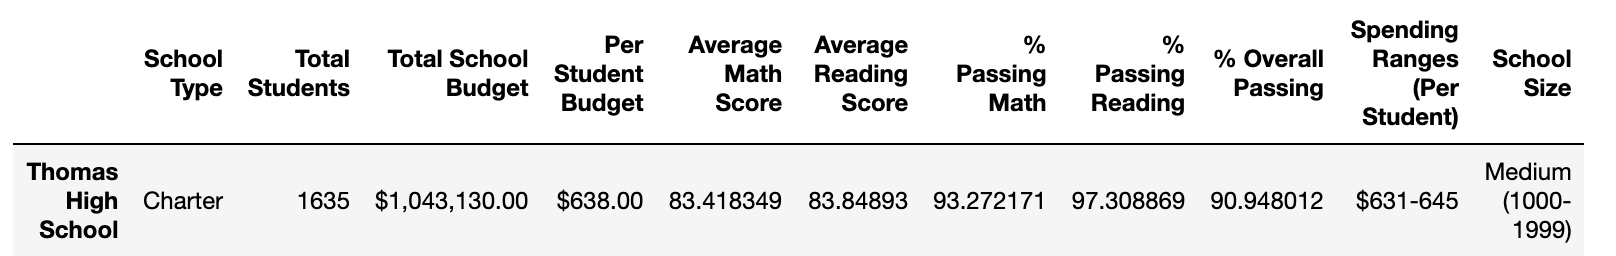 School Type	Total Students	Total School Budget	Per Student Budget	Average Math Score	Average Reading Score	% Passing Math	% Passing Reading	% Overall Passing	Spending Ranges (Per Student)	School Size
Thomas High School	Charter	1635	$1,043,130.00	$638.00	83.418349	83.84893	93.272171	97.308869	90.948012	$631-645	Medium (1000-1999)